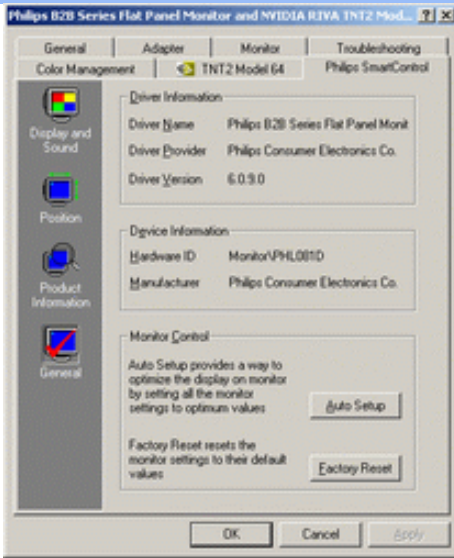 Philips B2B Series Flat Panel Monitor and NVIDIA RIVA TNT2 Mod...
General Adapter Monitor Troubleshooting
Color Management TNT2 Model 64 Philips SmartControl
Display and
Sound
Position
Product
Information
General
Driver Information
Driver Name Philips B2B Series Flat Panel Monit
Driver Provider Philips Consumer Electronics Co.
Driver Version 6.0.9.0
Device Information
Hardware ID Monitor\PHL081D
Manufacturer Philips Consumer Electronics Co.
Monitor Control
Auto Setup provides a way to
optimize the display on monitor
by setting all the monitor
settings to optimum values
Auto Setup
Factory Reset resets the
monitor settings to their default
values
Factory Reset
OK Cancel Apply